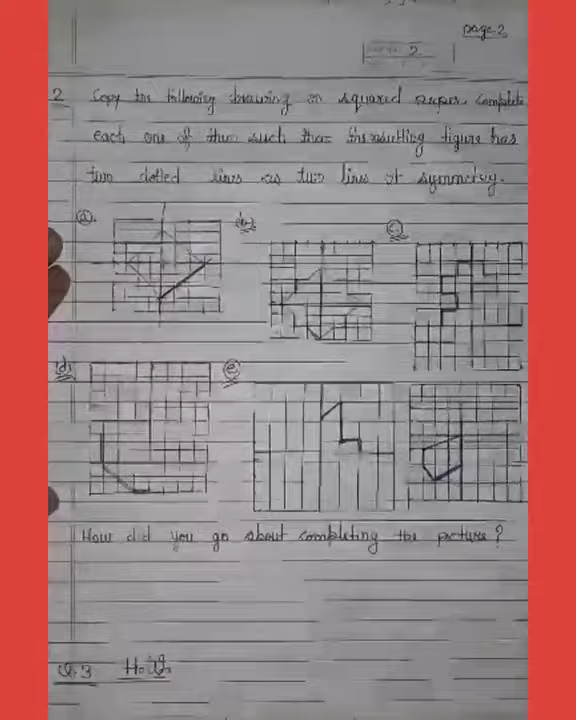 page-2
2
2 Copy the following drawing on squared paper. Complete
each one of them such that the resulting figure has
two dotted lines as two lines of symmetry.
(a) (b) (c)
(d) (e)
How did you go about completing the picture?
Q.3 H.W.